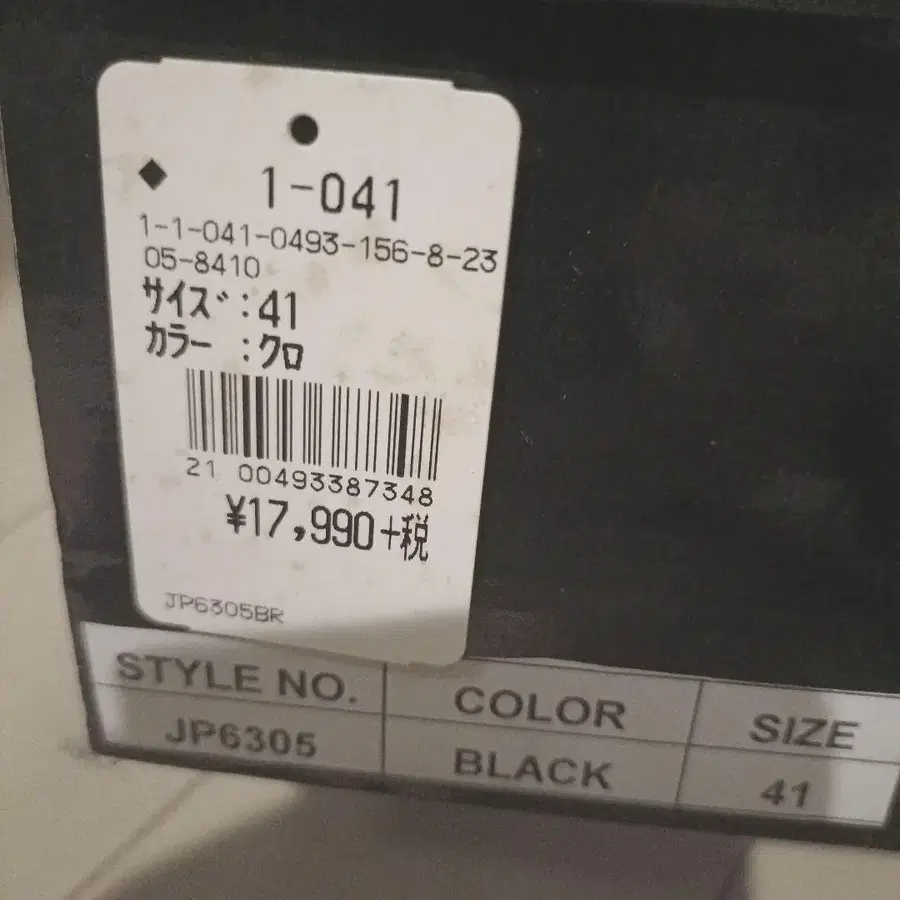 ◆ 1-041
1-1-041-0493-156-8-23
05-8410
サイズ:41
カラー :クロ
21 00493387348
¥17,990+税
JP6305BR
STYLE NO. COLOR SIZE
JP6305 BLACK 41